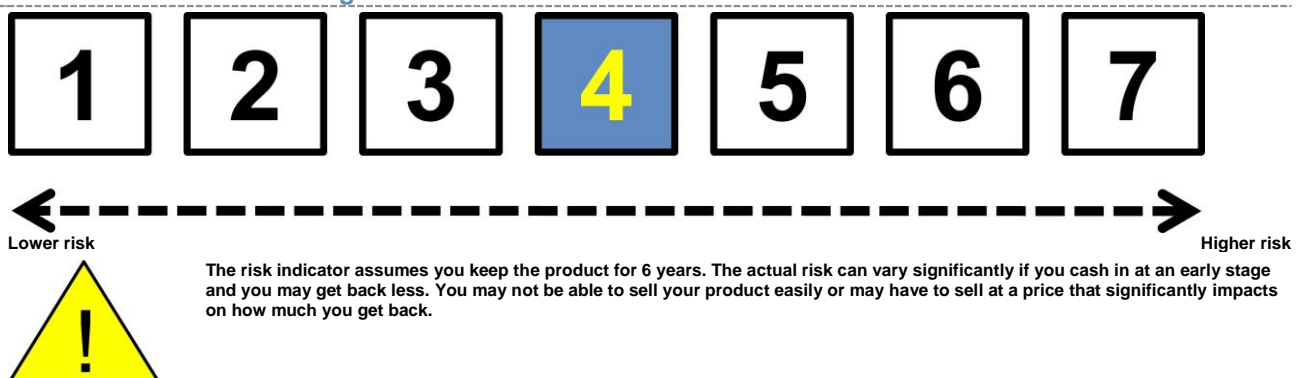 1 2 3 4 5 6 7
Lower risk Higher risk
The risk indicator assumes you keep the product for 6 years. The actual risk can vary significantly if you cash in at an early stage
and you may get back less. You may not be able to sell your product easily or may have to sell at a price that significantly impacts
on how much you get back.
!